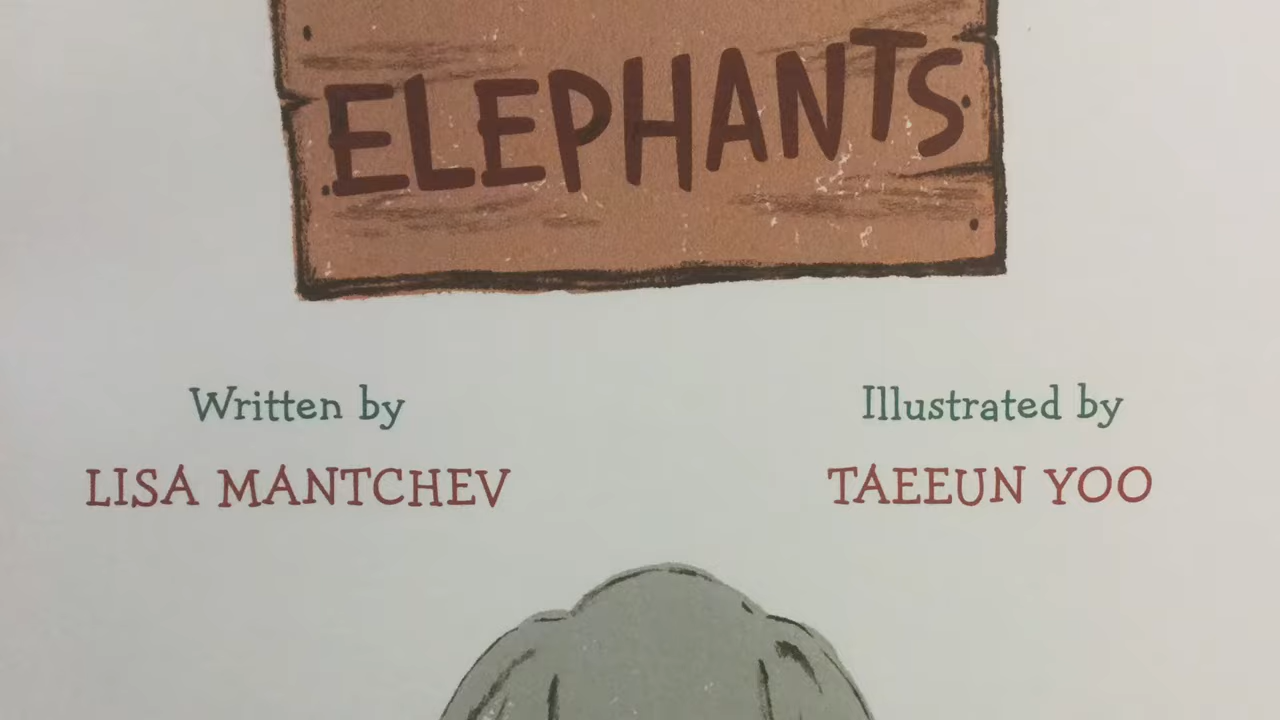 ELEPHANTS
Written by
LISA MANTCHEV
Illustrated by
TAEEUN YOO